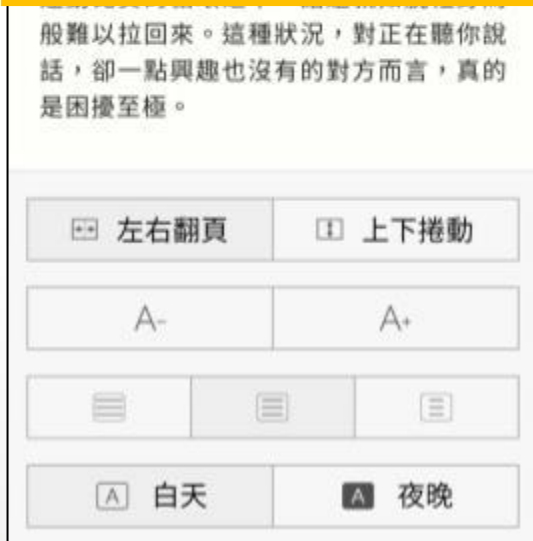 般難以拉回來。這種狀況，對正在聽你說
話，卻一點興趣也沒有的對方而言，真的
是困擾至極。
左右翻頁
上下捲動
A-
A+
A 白天
A 夜晚